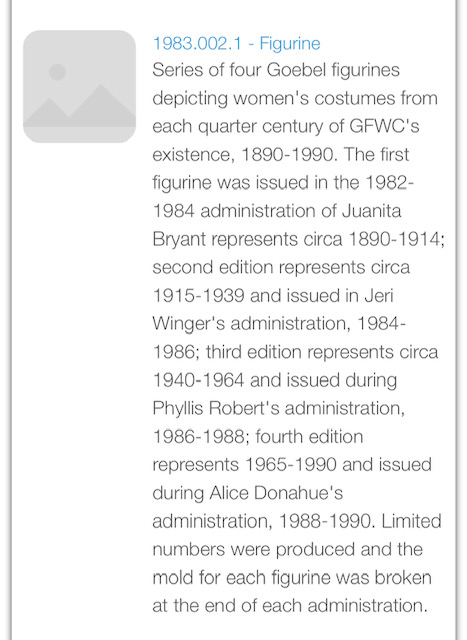 1983.002.1 - Figurine
Series of four Goebel figurines
depicting women's costumes from
each quarter century of GFWC's
existence, 1890-1990. The first
figurine was issued in the 1982-
1984 administration of Juanita
Bryant represents circa 1890-1914;
second edition represents circa
1915-1939 and issued in Jeri
Winger's administration, 1984-
1986; third edition represents circa
1940-1964 and issued during
Phyllis Robert's administration,
1986-1988; fourth edition
represents 1965-1990 and issued
during Alice Donahue's
administration, 1988-1990. Limited
numbers were produced and the
mold for each figurine was broken
at the end of each administration.